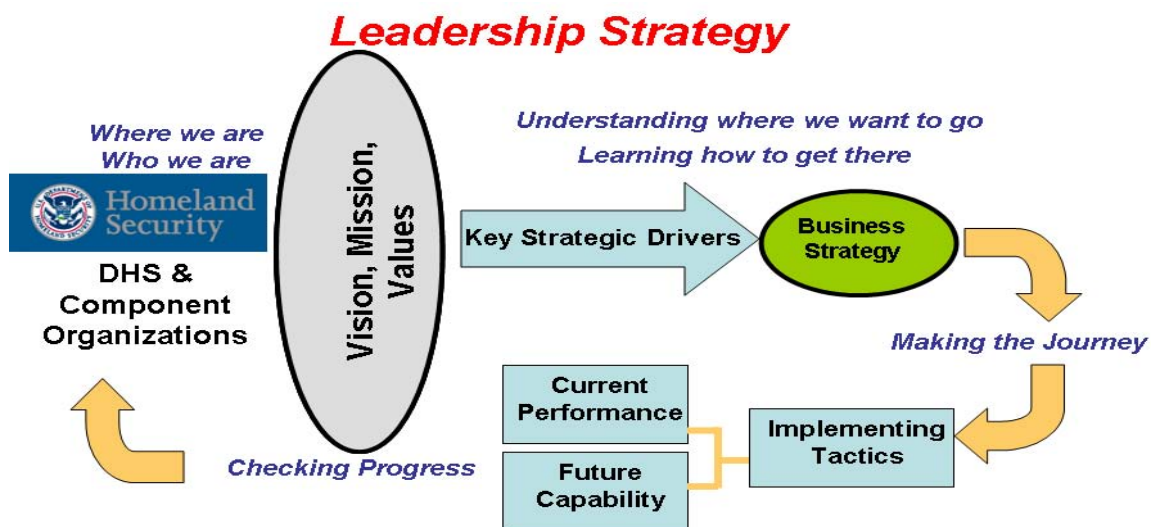 Leadership Strategy
Where we are
Who we are
Homeland
Security
DHS &
Component
Organizations
Vision, Mission,
Values
Understanding where we want to go
Learning how to get there
Key Strategic Drivers
Business
Strategy
Making the Journey
Implementing
Tactics
Current
Performance
Future
Capability
Checking Progress